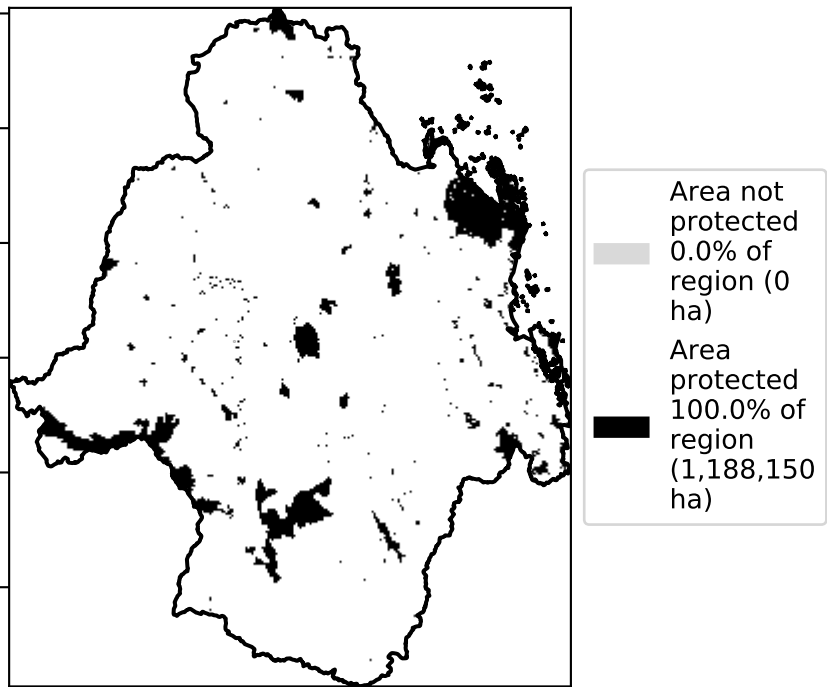 Area not
protected
0.0% of
region (0
ha)
Area
protected
100.0% of
region
(1,188,150
ha)